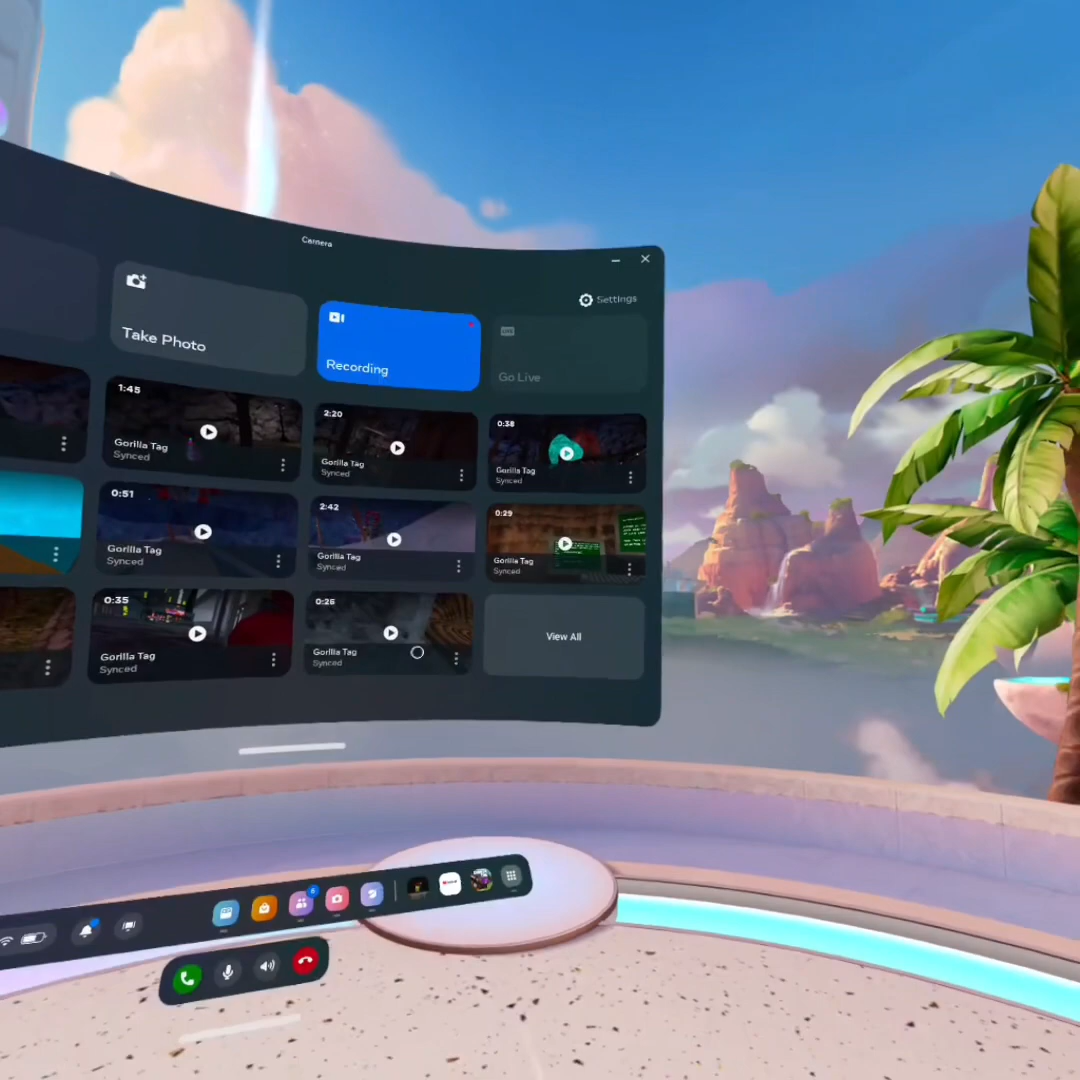 Camera
Settings
Take Photo
Recording
LIVE
Go Live
1:45
Gorilla Tag
Synced
2:20
Gorilla Tag
Synced
0:38
Gorilla Tag
Synced
0:51
Gorilla Tag
Synced
2:42
Gorilla Tag
Synced
0:29
Gorilla Tag
Synced
0:35
Gorilla Tag
Synced
0:26
Gorilla Tag
Synced
View All
6